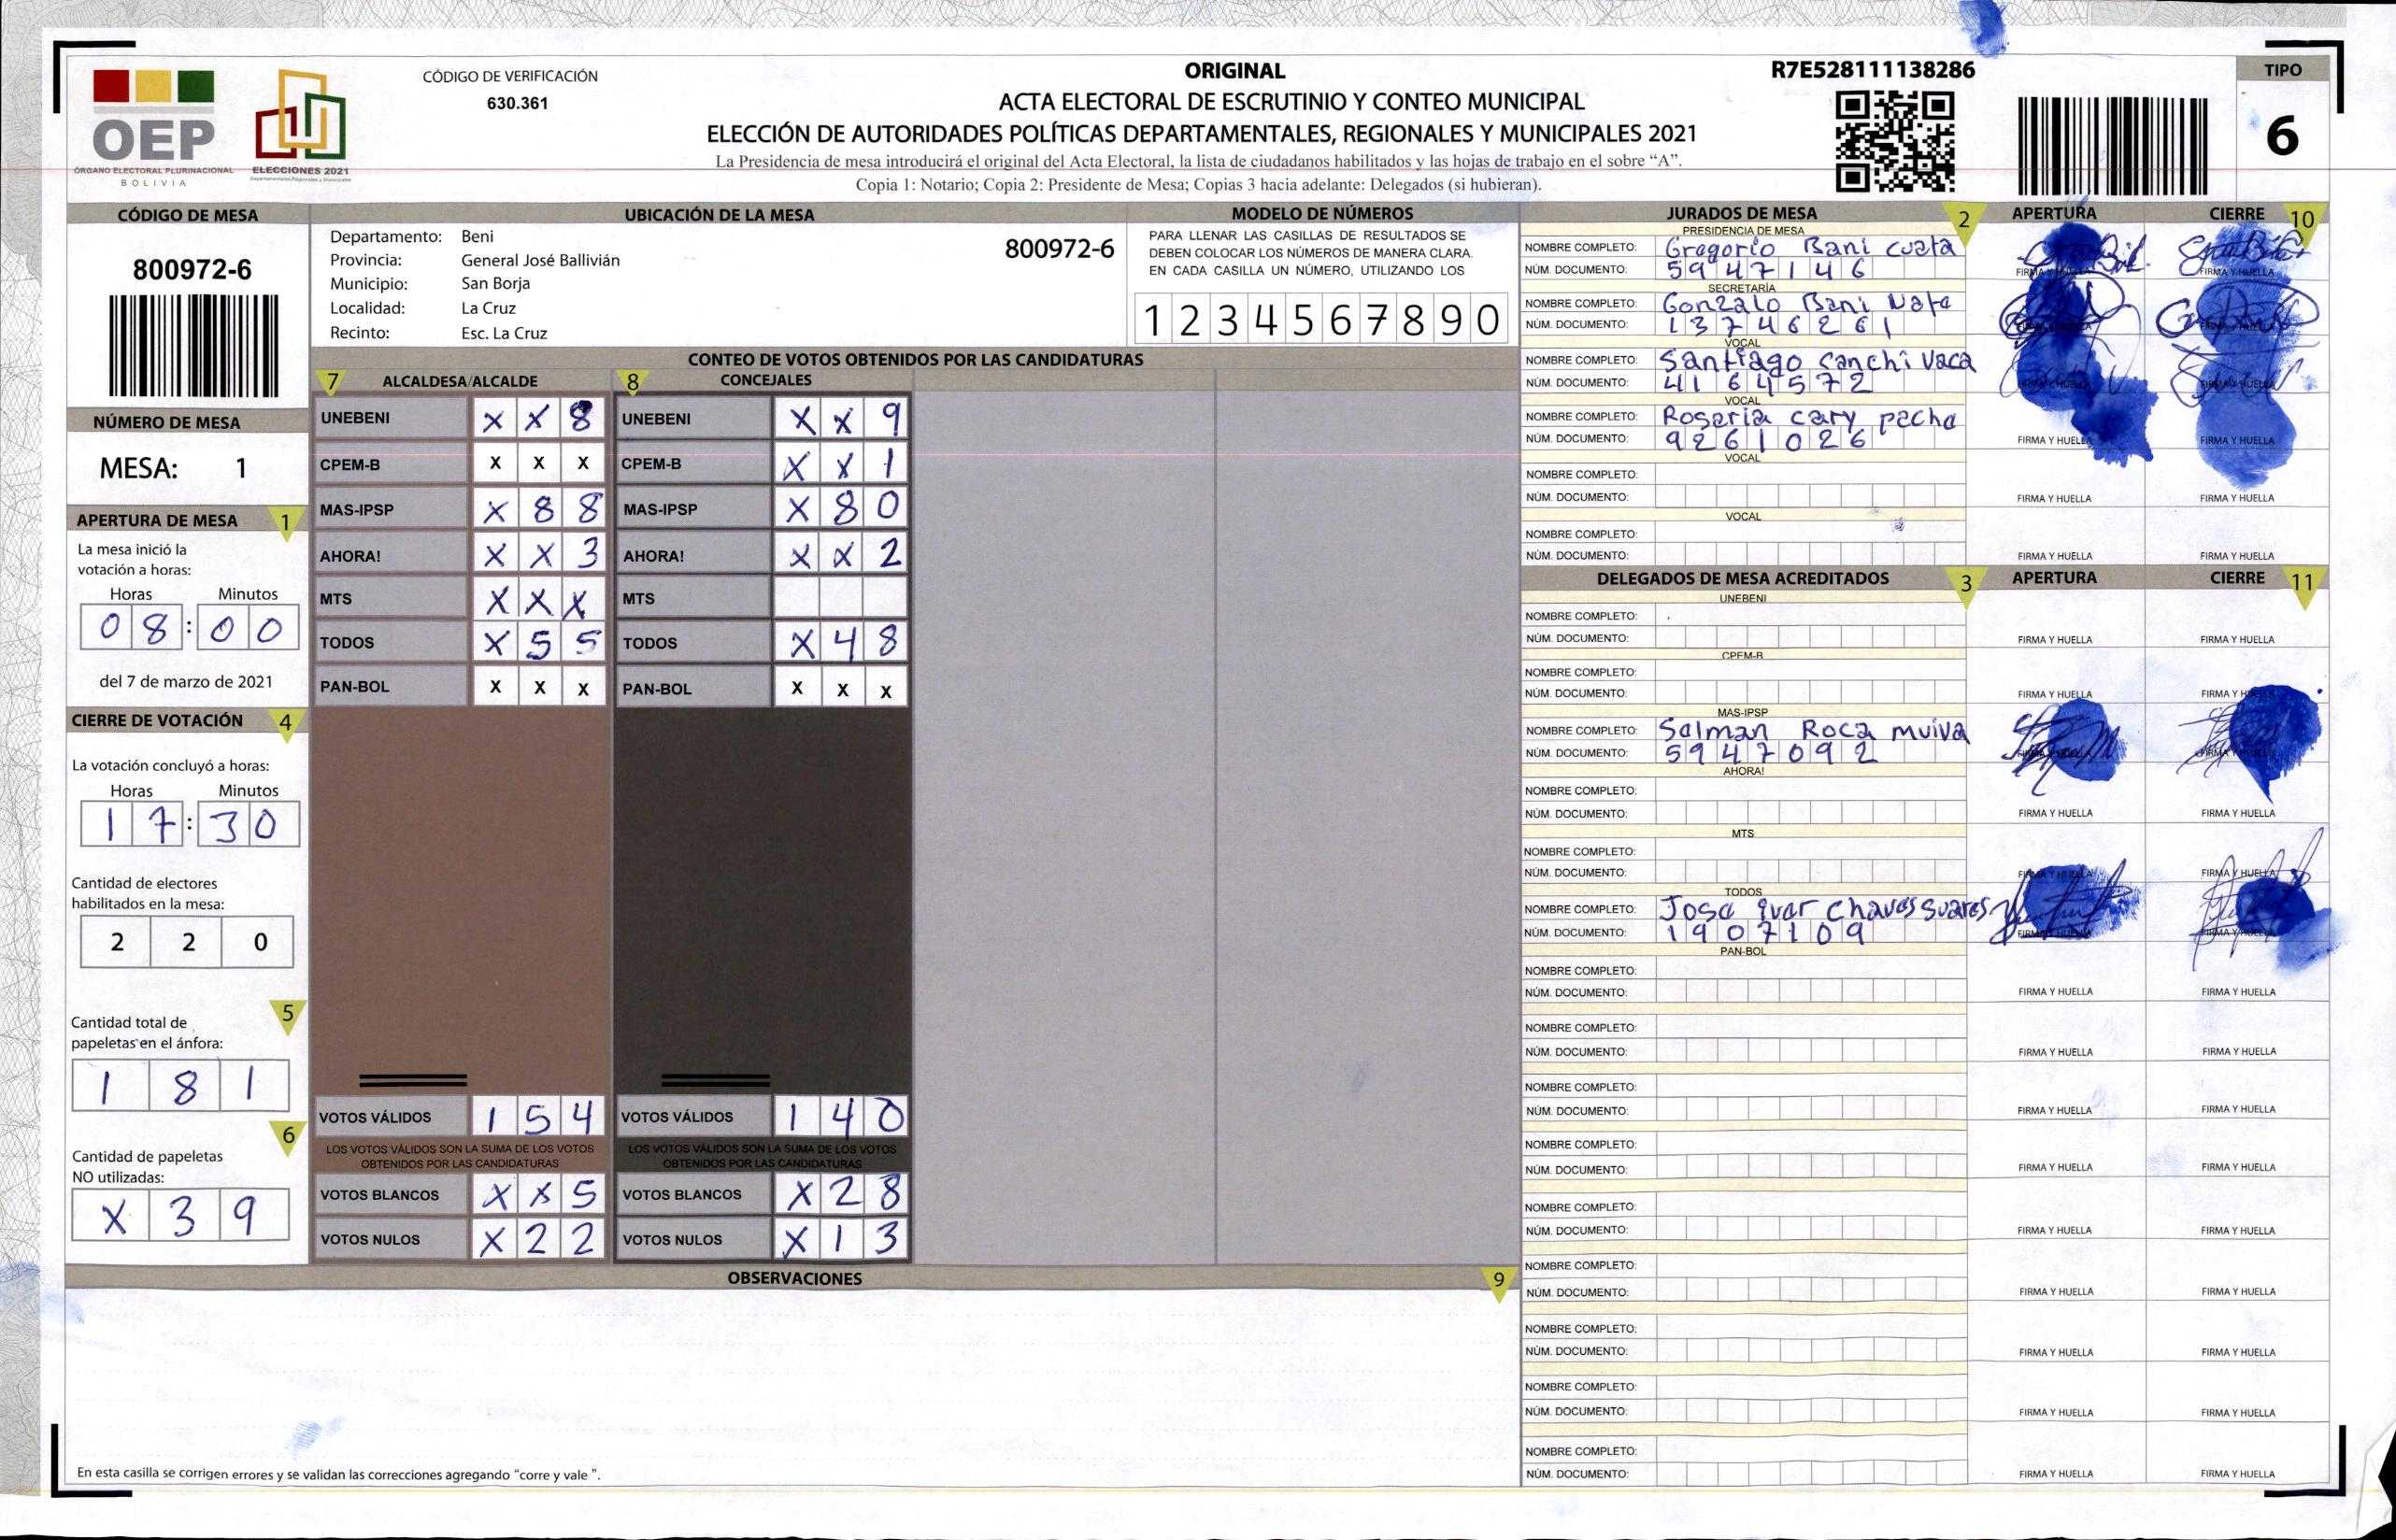 OEP
ÓRGANO ELECTORAL PLURINACIONAL
BOLIVIA
ELECCIONES 2021
Departamentales, Regionales y Municipales
CÓDIGO DE VERIFICACIÓN
630.361
ORIGINAL
ACTA ELECTORAL DE ESCRUTINIO Y CONTEO MUNICIPAL
ELECCIÓN DE AUTORIDADES POLÍTICAS DEPARTAMENTALES, REGIONALES Y MUNICIPALES 2021
La Presidencia de mesa introducirá el original del Acta Electoral, la lista de ciudadanos habilitados y las hojas de trabajo en el sobre “A”.
Copia 1: Notario; Copia 2: Presidente de Mesa; Copias 3 hacia adelante: Delegados (si hubieran).
R7E528111138286
TIPO
6
CÓDIGO DE MESA
800972-6
NÚMERO DE MESA
MESA: 1
APERTURA DE MESA 1
La mesa inició la
votación a horas:
Horas Minutos
08:00
del 7 de marzo de 2021
CIERRE DE VOTACIÓN 4
La votación concluyó a horas:
Horas Minutos
17:30
Cantidad de electores
habilitados en la mesa:
2 2 0
5
Cantidad total de
papeletas en el ánfora:
1 8 1
6
Cantidad de papeletas
NO utilizadas:
X 3 9
UBICACIÓN DE LA MESA
Departamento: Beni
Provincia: General José Ballivián
Municipio: San Borja
Localidad: La Cruz
Recinto: Esc. La Cruz
800972-6
MODELO DE NÚMEROS
PARA LLENAR LAS CASILLAS DE RESULTADOS SE
DEBEN COLOCAR LOS NÚMEROS DE MANERA CLARA.
EN CADA CASILLA UN NÚMERO, UTILIZANDO LOS
1 2 3 4 5 6 7 8 9 0
CONTEO DE VOTOS OBTENIDOS POR LAS CANDIDATURAS
7 ALCALDESA/ALCALDE
UNEBENI X X 8
CPEM-B X X X
MAS-IPSP X 8 8
AHORA! X X 3
MTS X X X
TODOS X 5 5
PAN-BOL X X X
VOTOS VÁLIDOS 1 5 4
LOS VOTOS VÁLIDOS SON LA SUMA DE LOS VOTOS
OBTENIDOS POR LAS CANDIDATURAS
VOTOS BLANCOS X X 5
VOTOS NULOS X 2 2
8 CONCEJALES
UNEBENI X X 9
CPEM-B X X 1
MAS-IPSP X 8 0
AHORA! X X 2
MTS
TODOS X 4 8
PAN-BOL X X X
VOTOS VÁLIDOS 1 4 0
LOS VOTOS VÁLIDOS SON LA SUMA DE LOS VOTOS
OBTENIDOS POR LAS CANDIDATURAS
VOTOS BLANCOS X 2 8
VOTOS NULOS X 1 3
OBSERVACIONES 9
En esta casilla se corrigen errores y se validan las correcciones agregando “corre y vale ”.
JURADOS DE MESA 2 APERTURA CIERRE 10
PRESIDENCIA DE MESA
NOMBRE COMPLETO: Gregorio Bani cuata
NÚM. DOCUMENTO: 5947146 FIRMA Y HUELLA FIRMA Y HUELLA
SECRETARÍA
NOMBRE COMPLETO: Gonzalo Bani Nate
NÚM. DOCUMENTO: 13746261 FIRMA Y HUELLA FIRMA Y HUELLA
VOCAL
NOMBRE COMPLETO: Santiago canchi vaca
NÚM. DOCUMENTO: 4164572 FIRMA Y HUELLA FIRMA Y HUELLA
VOCAL
NOMBRE COMPLETO: Rosaria cary pecho
NÚM. DOCUMENTO: 9261026 FIRMA Y HUELLA FIRMA Y HUELLA
VOCAL
NOMBRE COMPLETO:
NÚM. DOCUMENTO: FIRMA Y HUELLA FIRMA Y HUELLA
VOCAL
NOMBRE COMPLETO:
NÚM. DOCUMENTO: FIRMA Y HUELLA FIRMA Y HUELLA
DELEGADOS DE MESA ACREDITADOS 3 APERTURA CIERRE 11
UNEBENI
NOMBRE COMPLETO:
NÚM. DOCUMENTO: FIRMA Y HUELLA FIRMA Y HUELLA
CPEM-B
NOMBRE COMPLETO:
NÚM. DOCUMENTO: FIRMA Y HUELLA FIRMA Y HUELLA
MAS-IPSP
NOMBRE COMPLETO: Selman Roca muiva
NÚM. DOCUMENTO: 5947092 FIRMA Y HUELLA FIRMA Y HUELLA
AHORA!
NOMBRE COMPLETO:
NÚM. DOCUMENTO: FIRMA Y HUELLA FIRMA Y HUELLA
MTS
NOMBRE COMPLETO:
NÚM. DOCUMENTO: FIRMA Y HUELLA FIRMA Y HUELLA
TODOS
NOMBRE COMPLETO: Jose ivar chaves suares
NÚM. DOCUMENTO: 1907109 FIRMA Y HUELLA FIRMA Y HUELLA
PAN-BOL
NOMBRE COMPLETO:
NÚM. DOCUMENTO: FIRMA Y HUELLA FIRMA Y HUELLA
NOMBRE COMPLETO:
NÚM. DOCUMENTO: FIRMA Y HUELLA FIRMA Y HUELLA
NOMBRE COMPLETO:
NÚM. DOCUMENTO: FIRMA Y HUELLA FIRMA Y HUELLA
NOMBRE COMPLETO:
NÚM. DOCUMENTO: FIRMA Y HUELLA FIRMA Y HUELLA
NOMBRE COMPLETO:
NÚM. DOCUMENTO: FIRMA Y HUELLA FIRMA Y HUELLA
NOMBRE COMPLETO:
NÚM. DOCUMENTO: FIRMA Y HUELLA FIRMA Y HUELLA
NOMBRE COMPLETO:
NÚM. DOCUMENTO: FIRMA Y HUELLA FIRMA Y HUELLA
NOMBRE COMPLETO:
NÚM. DOCUMENTO: FIRMA Y HUELLA FIRMA Y HUELLA
NOMBRE COMPLETO:
NÚM. DOCUMENTO: FIRMA Y HUELLA FIRMA Y HUELLA